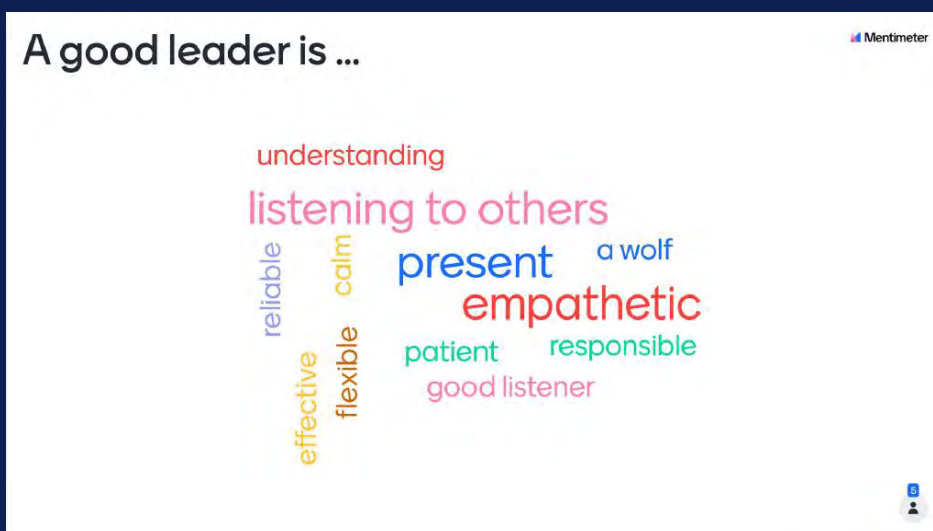 A good leader is ...
Mentimeter
understanding
listening to others
reliable
calm
present
a wolf
empathetic
effective
flexible
patient
responsible
good listener
5